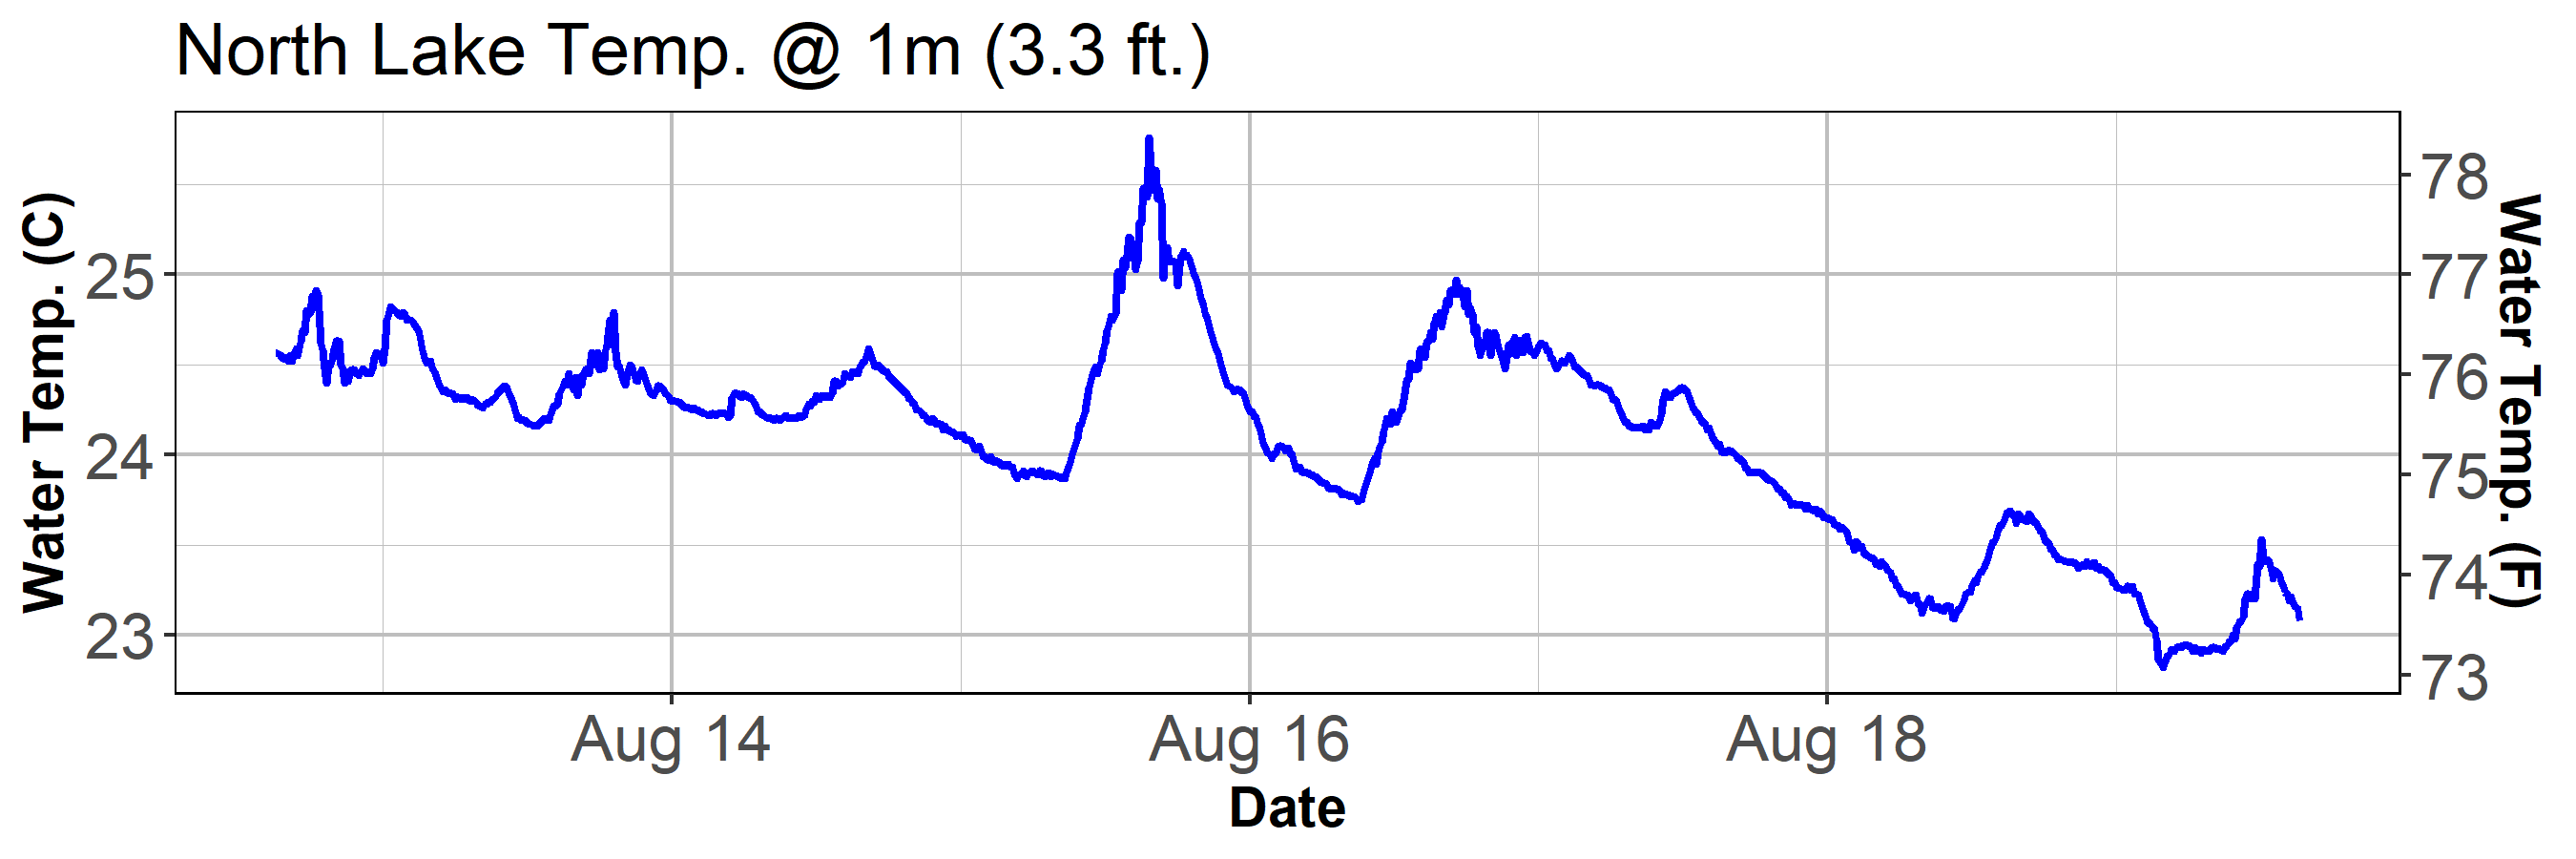 North Lake Temp. @ 1m (3.3 ft.)
Water Temp. (C)
25
24
23
78
77
76
75
74
73
Water Temp. (F)
Aug 14
Aug 16
Aug 18
Date